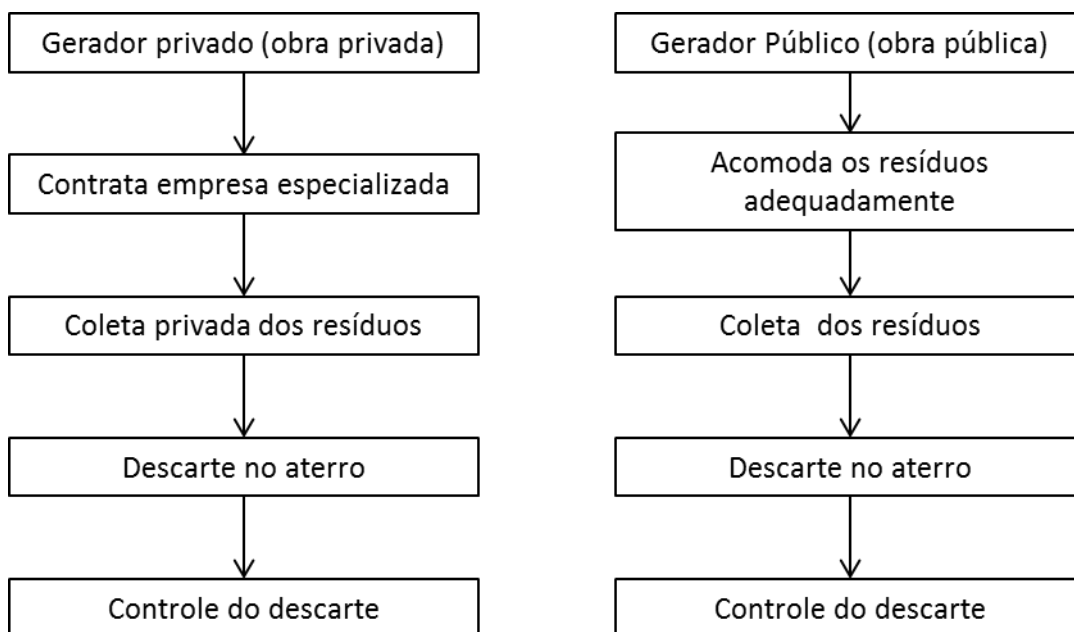 Gerador privado (obra privada)
Contrata empresa especializada
Coleta privada dos resíduos
Descarte no aterro
Controle do descarte
Gerador Público (obra pública)
Acomoda os resíduos
adequadamente
Coleta dos resíduos
Descarte no aterro
Controle do descarte